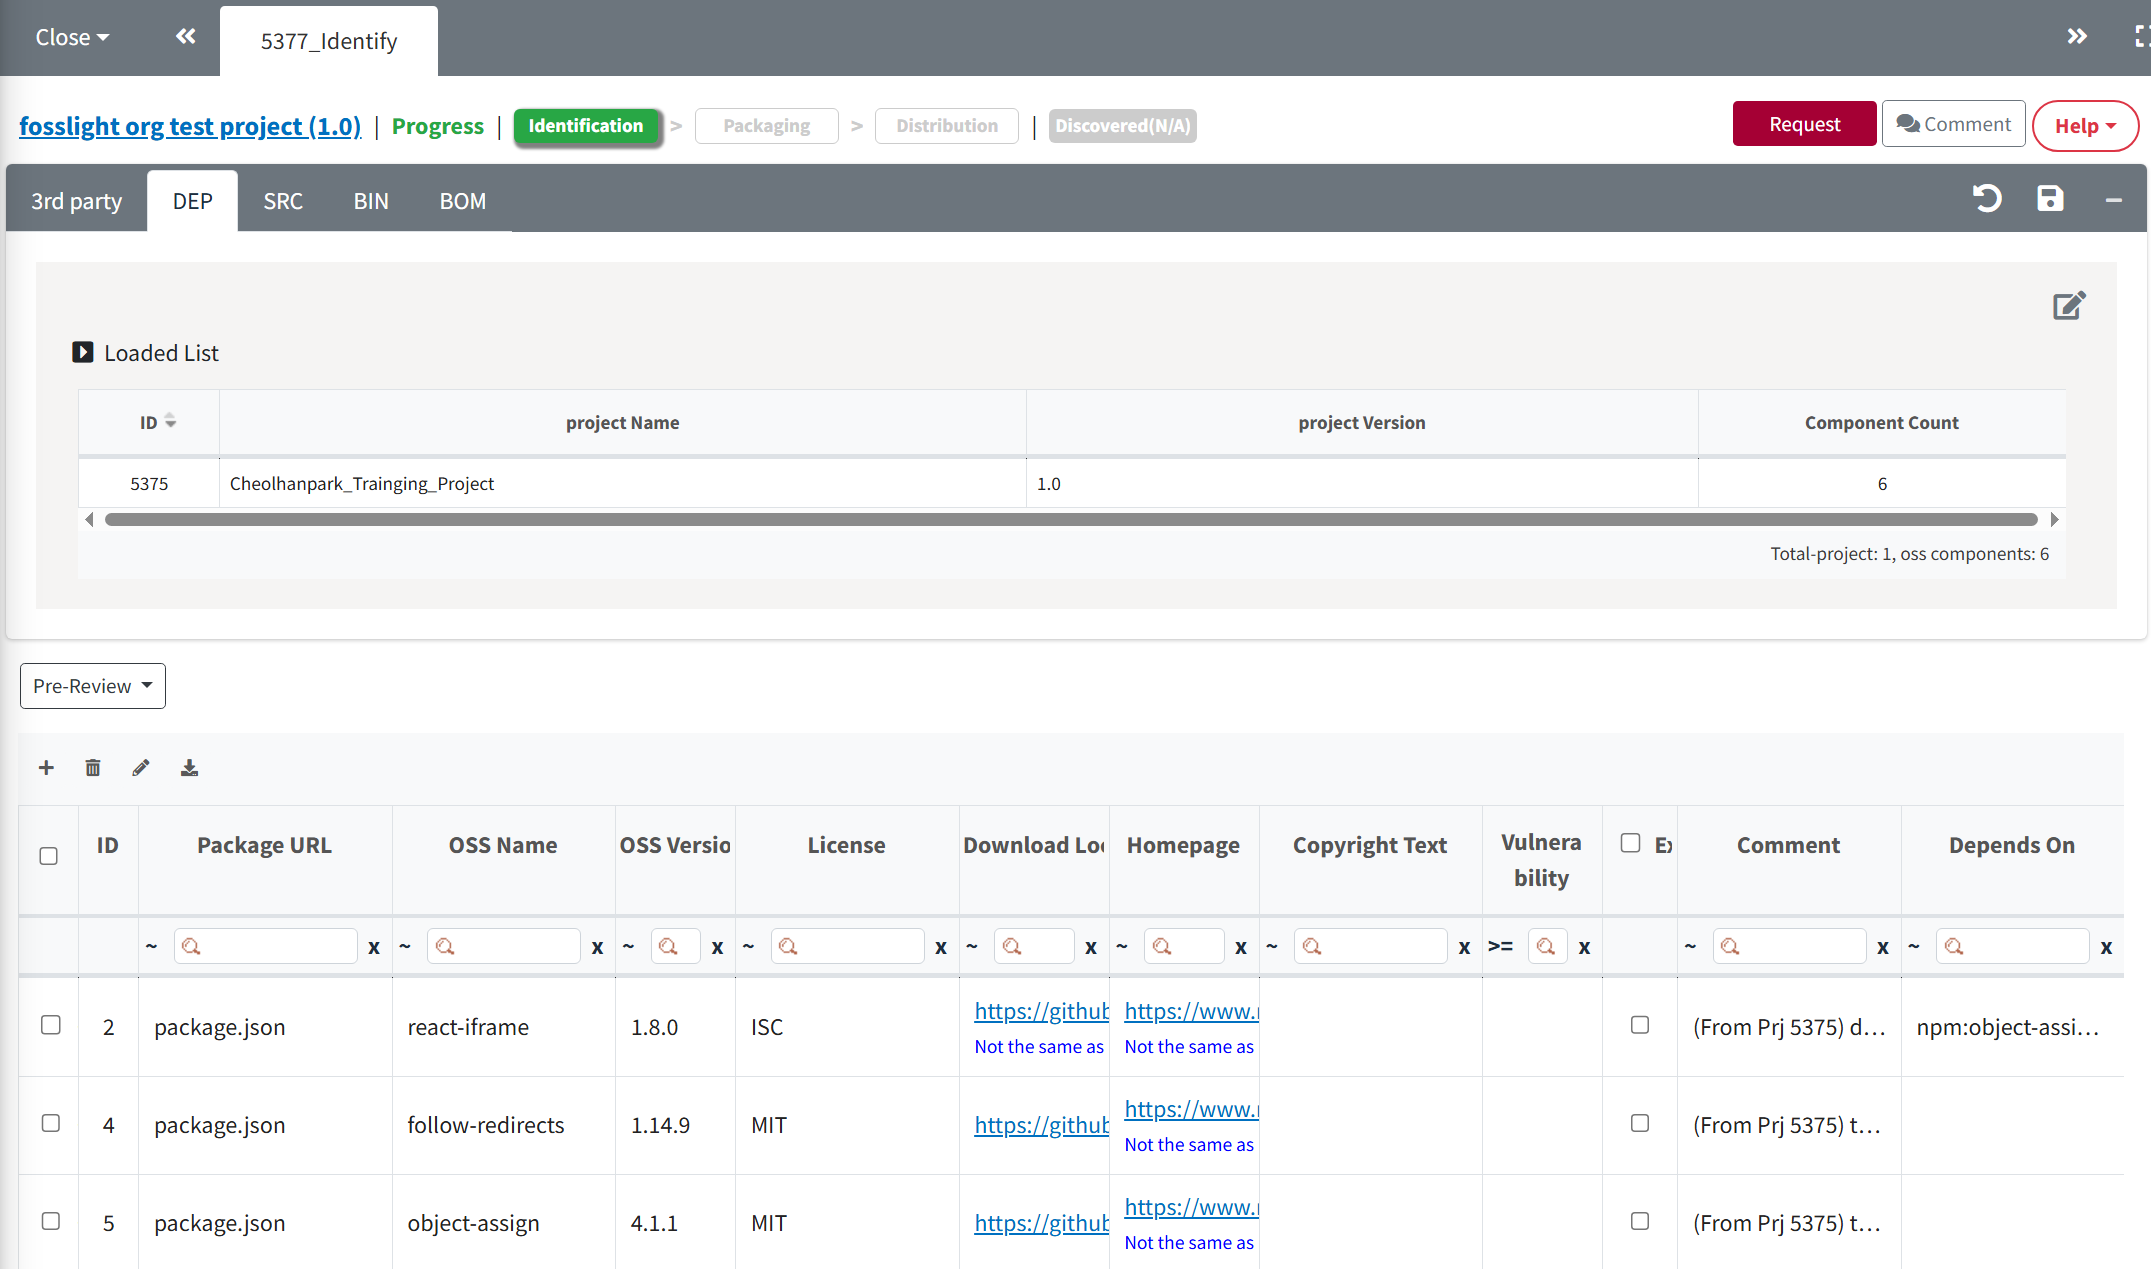 Close
5377_Identify
fosslight org test project (1.0) | Progress | Identification > Packaging > Distribution | Discovered(N/A)
Request
Comment
Help
3rd party
DEP
SRC
BIN
BOM
Loaded List
ID project Name project Version Component Count
5375 Cheolhanpark_Trainging_Project 1.0 6
Total-project: 1, oss components: 6
Pre-Review
ID Package URL OSS Name OSS Versio License Download Loc Homepage Copyright Text Vulnera Ex Comment Depends On
bility
~ x ~ x ~ x ~ x ~ x ~ x ~ x >= x ~ x ~ x
2 package.json react-iframe 1.8.0 ISC https://github https://www.n (From Prj 5375) d... npm:object-assi...
Not the same as Not the same as
4 package.json follow-redirects 1.14.9 MIT https://github https://www.n (From Prj 5375) t...
Not the same as
5 package.json object-assign 4.1.1 MIT https://github https://www.n (From Prj 5375) t...
Not the same as